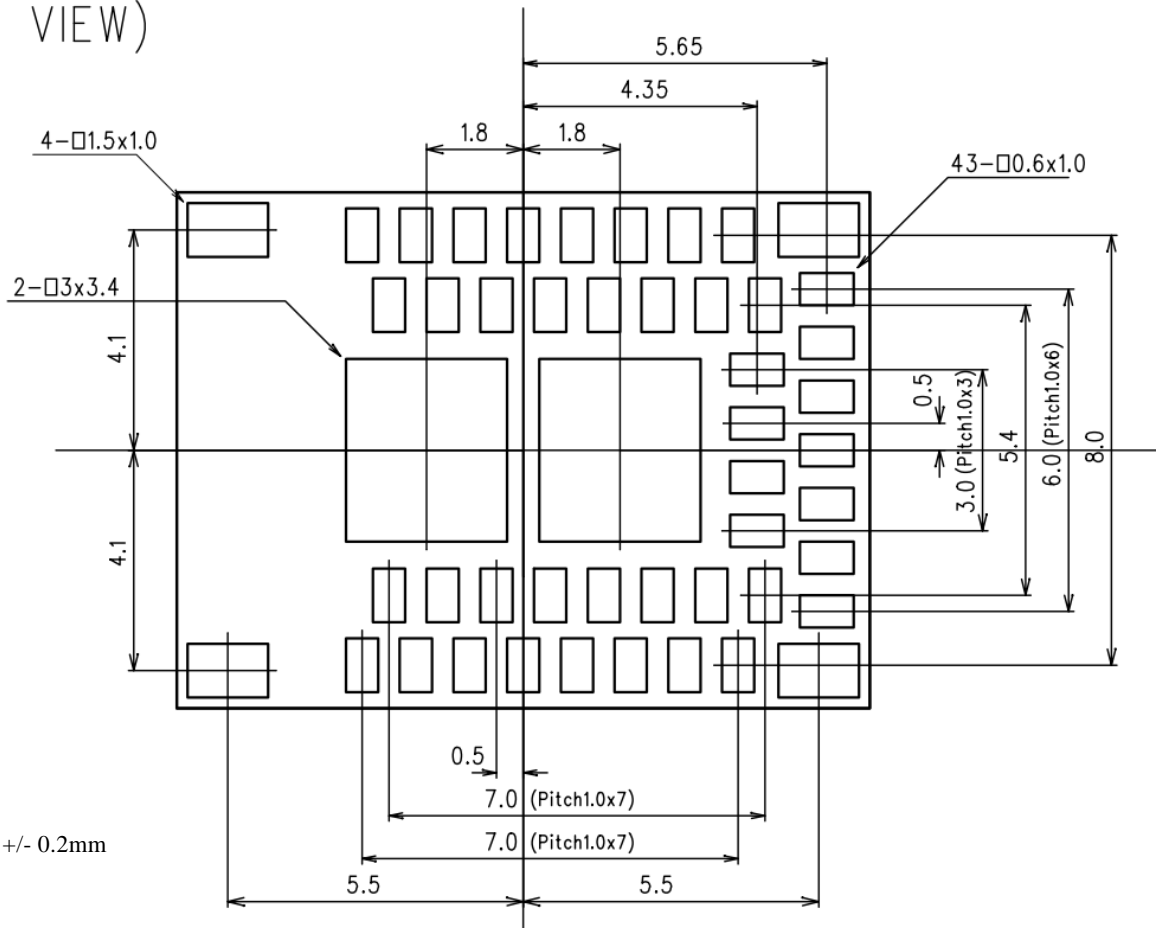 VIEW)
5.65
4.35
1.8
1.8
4-□1.5x1.0
43-□0.6x1.0
2-□3x3.4
4.1
4.1
0.5
3.0 (Pitch1.0x3)
5.4
6.0 (Pitch1.0x6)
8.0
0.5
7.0 (Pitch1.0x7)
7.0 (Pitch1.0x7)
+/- 0.2mm
5.5
5.5